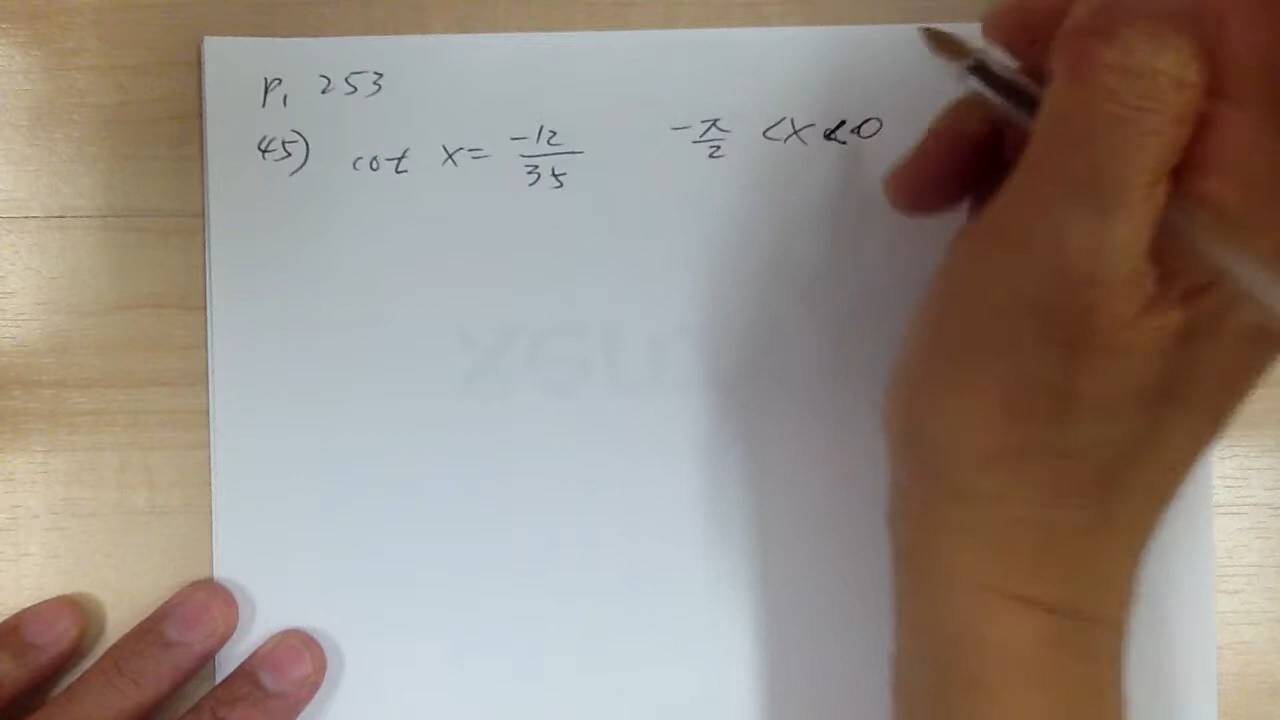 p. 253
45) cot x = -12/35 -π/2 < x < 0